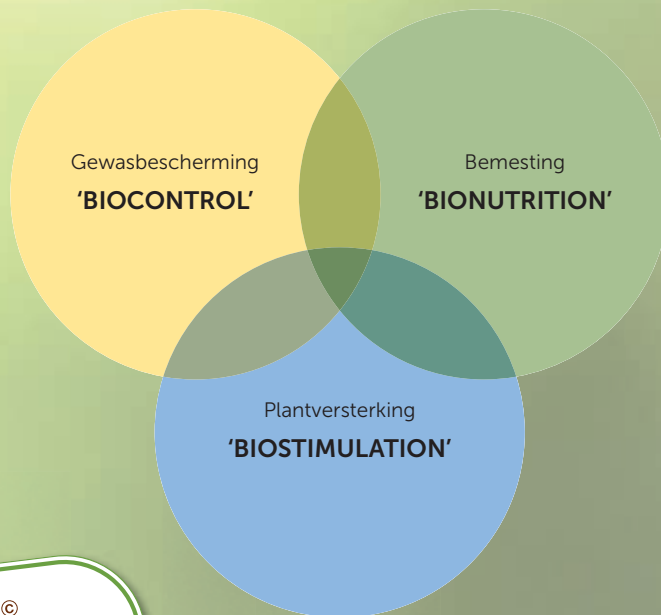 Gewasbescherming
‘BIOCONTROL’
Bemesting
‘BIONUTRITION’
Plantversterking
‘BIOSTIMULATION’
©